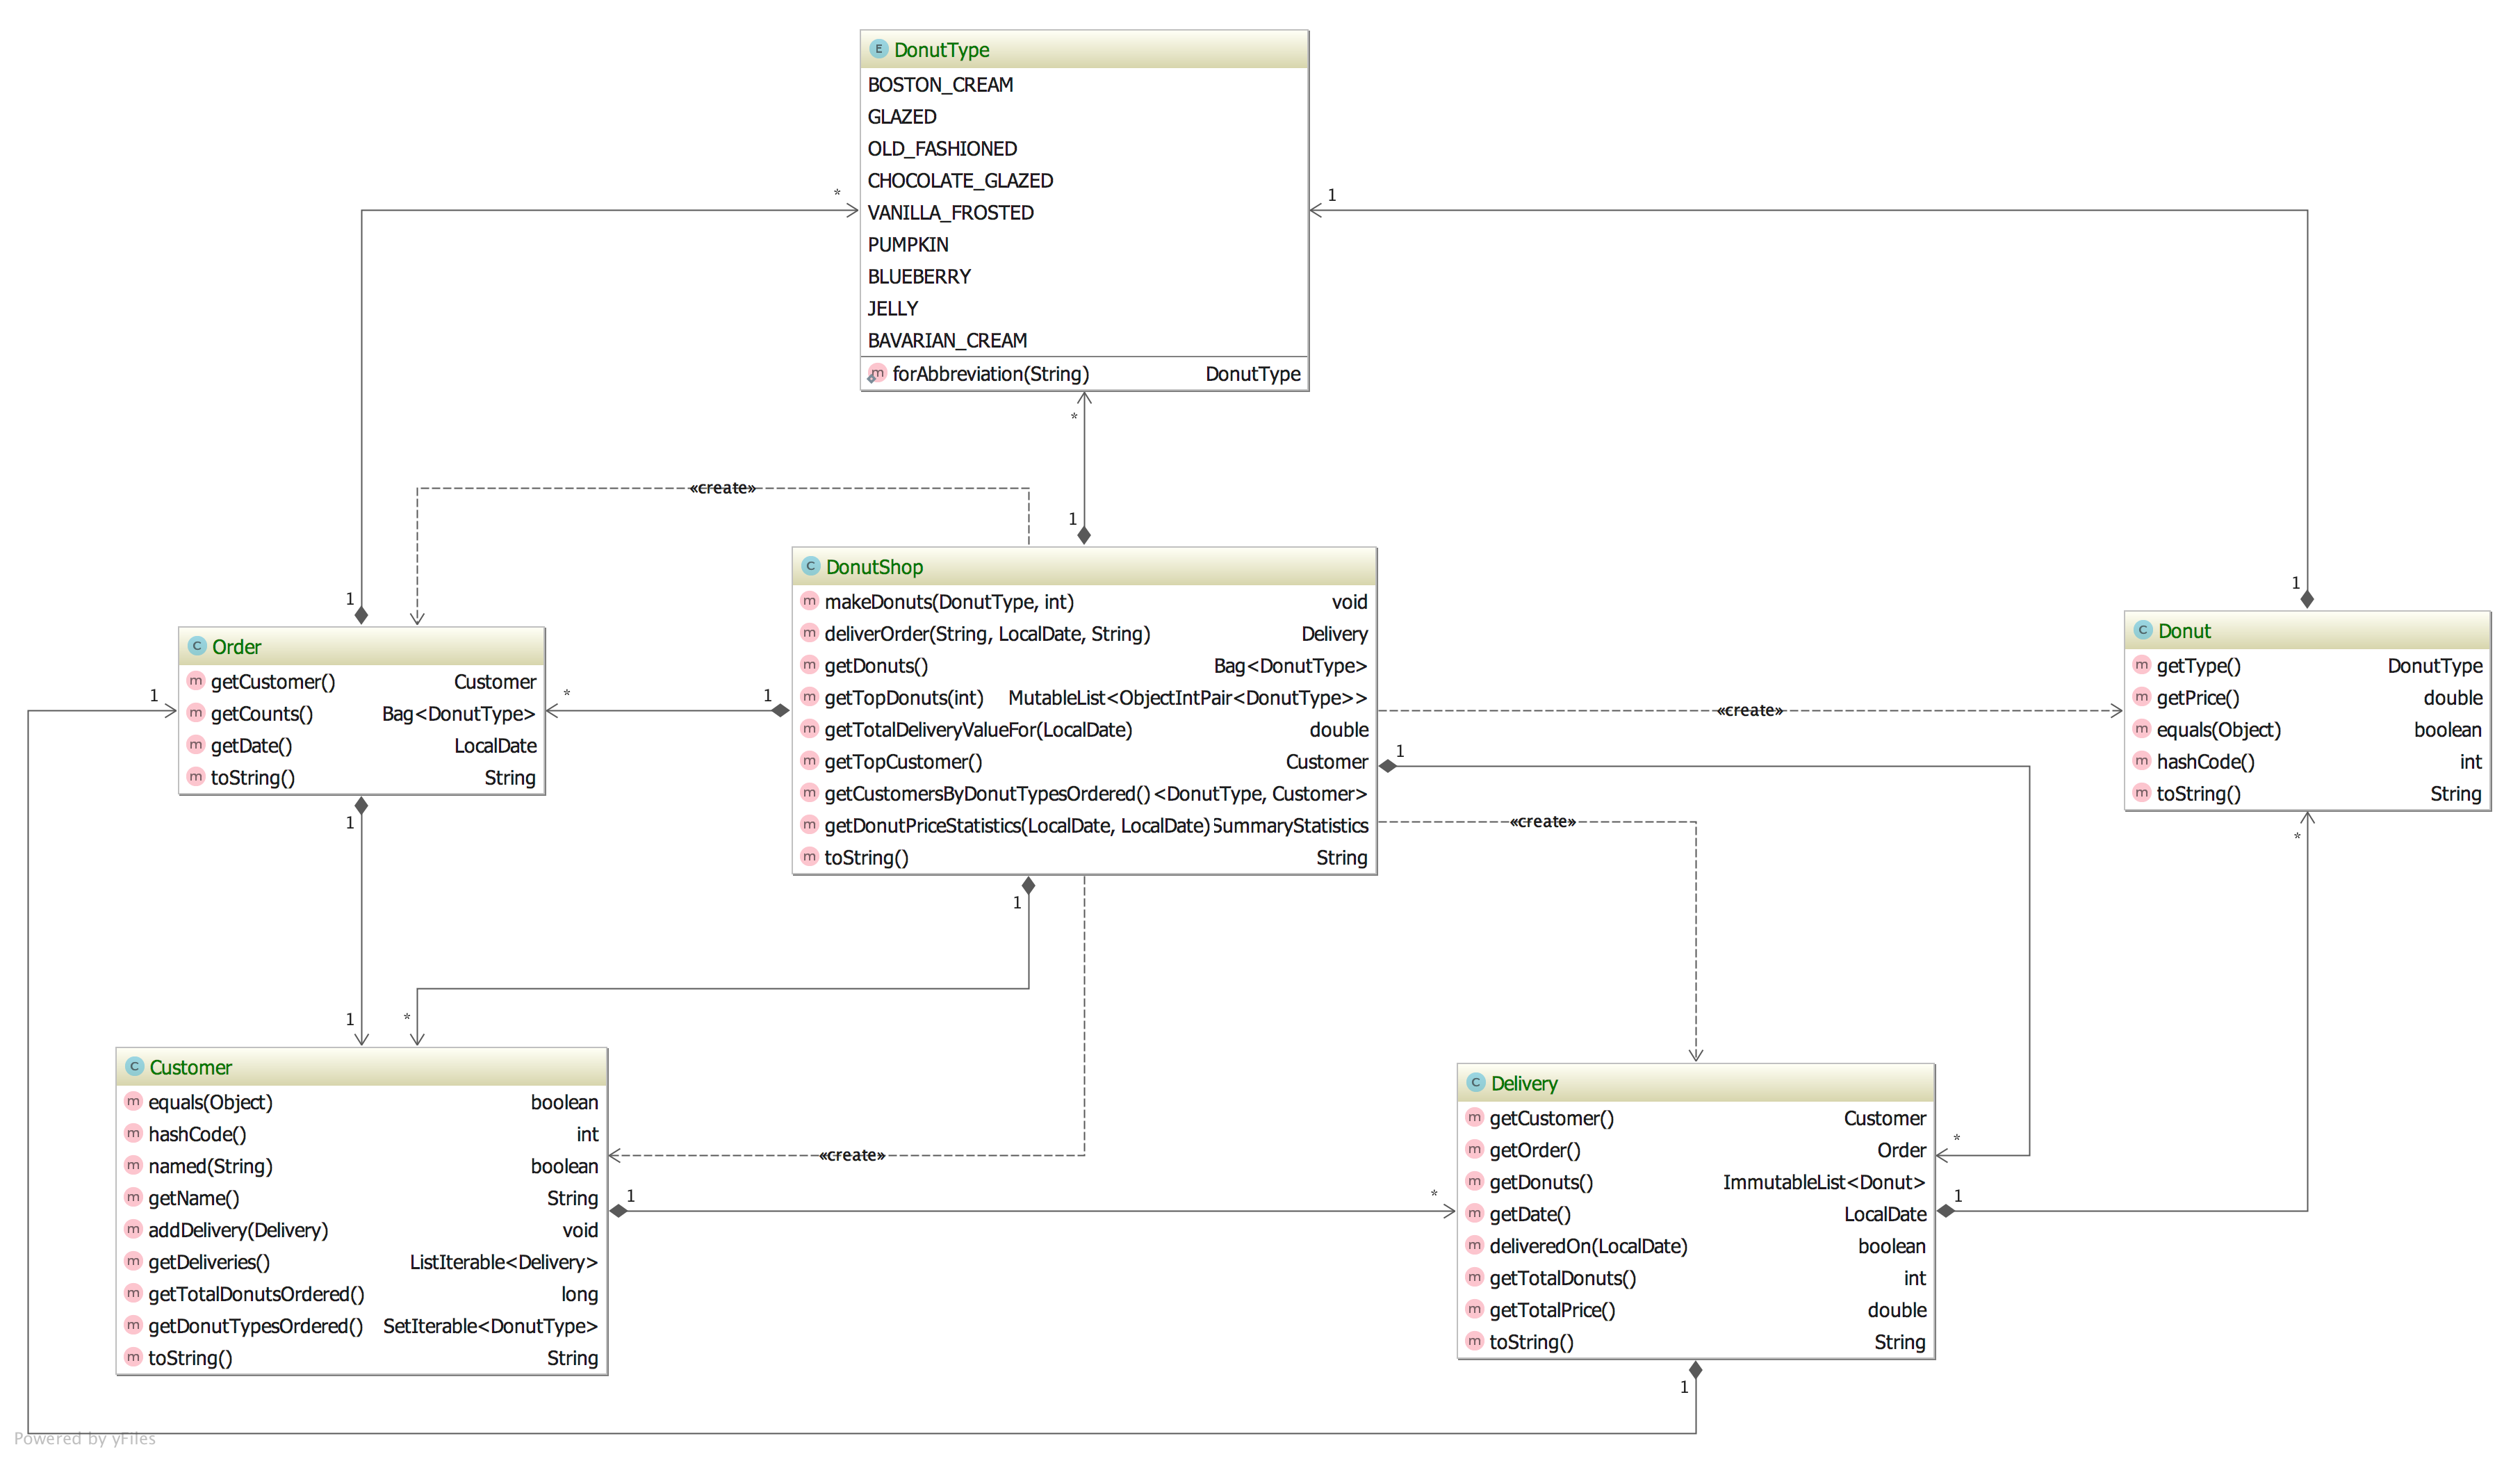 E DonutType
BOSTON_CREAM
GLAZED
OLD_FASHIONED
CHOCOLATE_GLAZED
VANILLA_FROSTED
PUMPKIN
BLUEBERRY
JELLY
BAVARIAN_CREAM
m forAbbreviation(String) DonutType
* 1
*
«create»
1
C DonutShop
m makeDonuts(DonutType, int) void
m deliverOrder(String, LocalDate, String) Delivery
m getDonuts() Bag<DonutType>
m getTopDonuts(int) MutableList<ObjectIntPair<DonutType>>
m getTotalDeliveryValueFor(LocalDate) double
m getTopCustomer() Customer
m getCustomersByDonutTypesOrdered() <DonutType, Customer>
m getDonutPriceStatistics(LocalDate, LocalDate) SummaryStatistics
m toString() String
1
C Order
m getCustomer() Customer
m getCounts() Bag<DonutType>
m getDate() LocalDate
m toString() String
1
* 1
1
1
C Donut
m getType() DonutType
m getPrice() double
m equals(Object) boolean
m hashCode() int
m toString() String
«create»
1
«create»
*
1
1
*
C Customer
m equals(Object) boolean
m hashCode() int
m named(String) boolean
m getName() String
m addDelivery(Delivery) void
m getDeliveries() ListIterable<Delivery>
m getTotalDonutsOrdered() long
m getDonutTypesOrdered() SetIterable<DonutType>
m toString() String
«create»
1 *
C Delivery
m getCustomer() Customer
m getOrder() Order
m getDonuts() ImmutableList<Donut>
m getDate() LocalDate
m deliveredOn(LocalDate) boolean
m getTotalDonuts() int
m getTotalPrice() double
m toString() String
*
1
1
Powered by yFiles